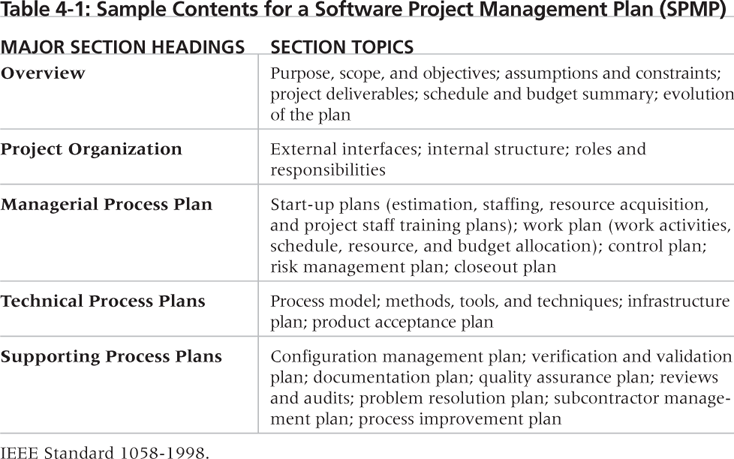 Table 4-1: Sample Contents for a Software Project Management Plan (SPMP)
MAJOR SECTION HEADINGS SECTION TOPICS
Overview Purpose, scope, and objectives; assumptions and constraints;
project deliverables; schedule and budget summary; evolution
of the plan
Project Organization External interfaces; internal structure; roles and
responsibilities
Managerial Process Plan Start-up plans (estimation, staffing, resource acquisition,
and project staff training plans); work plan (work activities,
schedule, resource, and budget allocation); control plan;
risk management plan; closeout plan
Technical Process Plans Process model; methods, tools, and techniques; infrastructure
plan; product acceptance plan
Supporting Process Plans Configuration management plan; verification and validation
plan; documentation plan; quality assurance plan; reviews
and audits; problem resolution plan; subcontractor manage-
ment plan; process improvement plan
IEEE Standard 1058-1998.